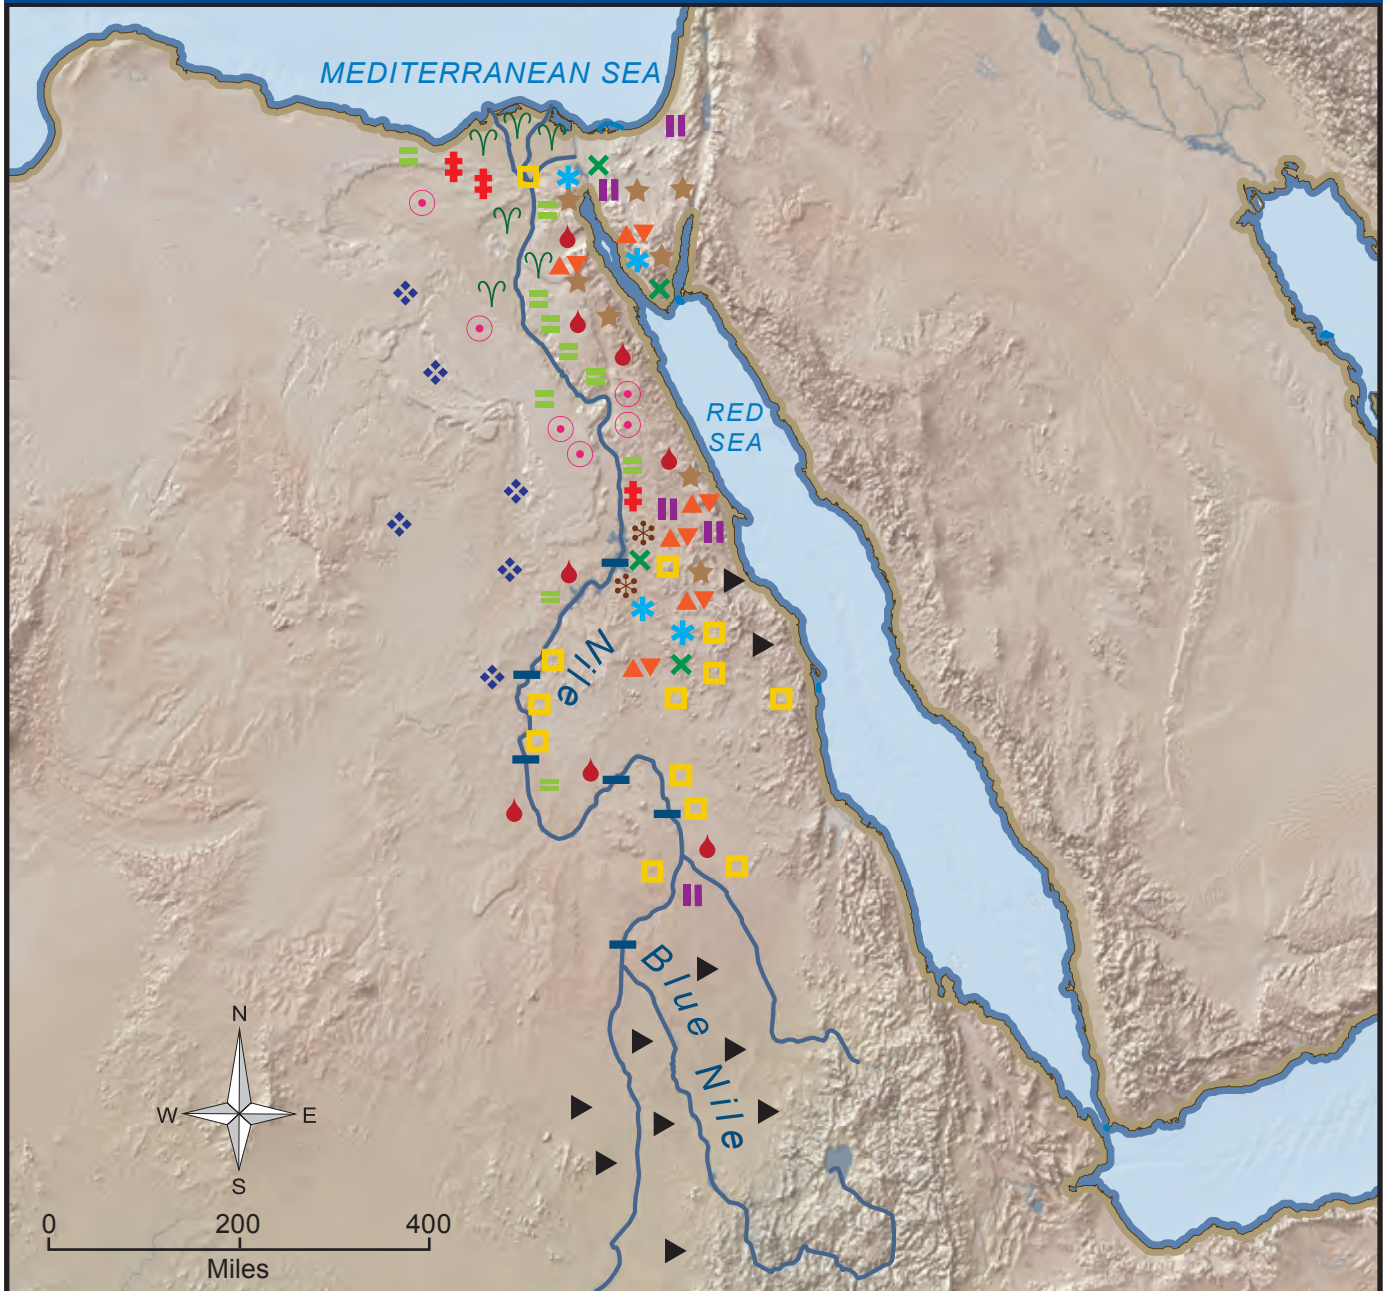 MEDITERRANEAN SEA
RED
SEA
Nile
Blue Nile
N
W E
S
0 200 400
Miles